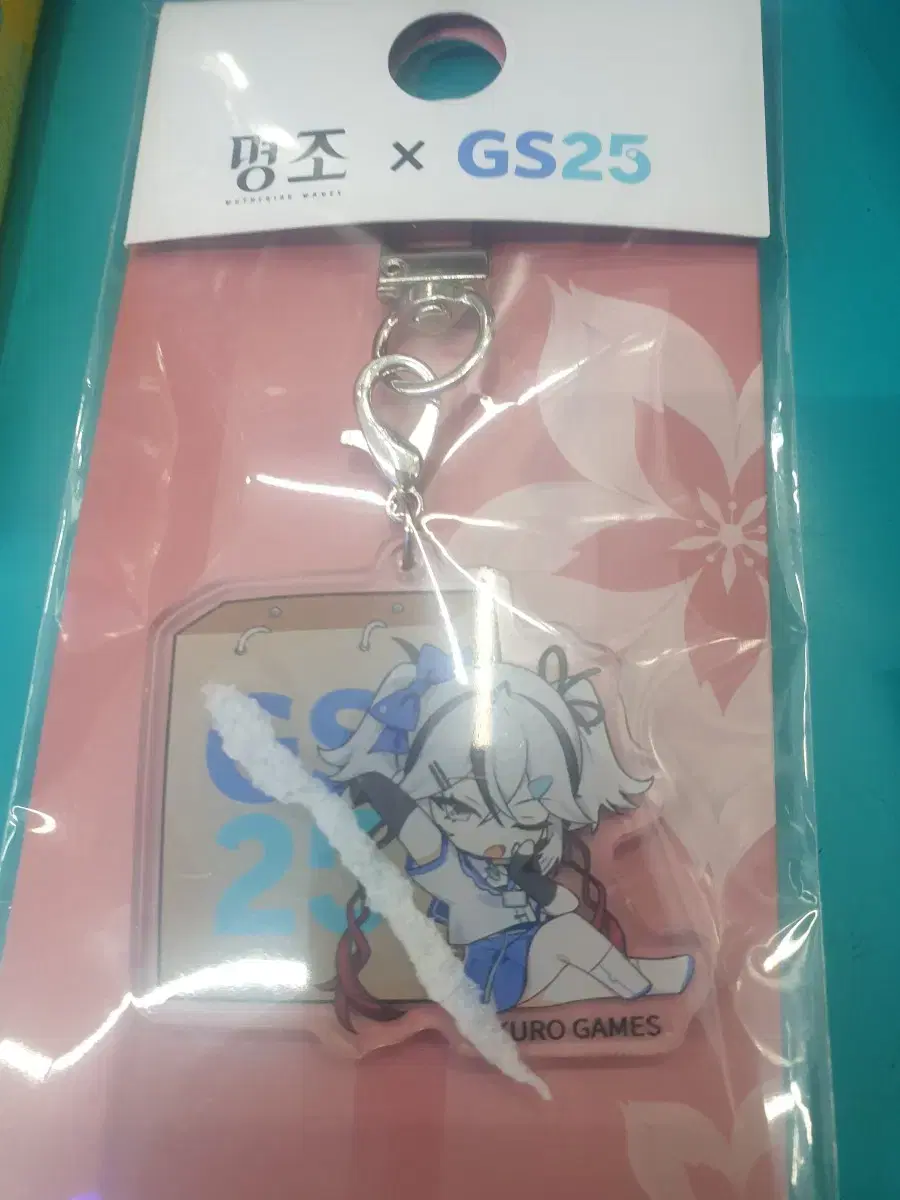 명조 × GS25
WUTHERING WAVES
GS
25
KURO GAMES